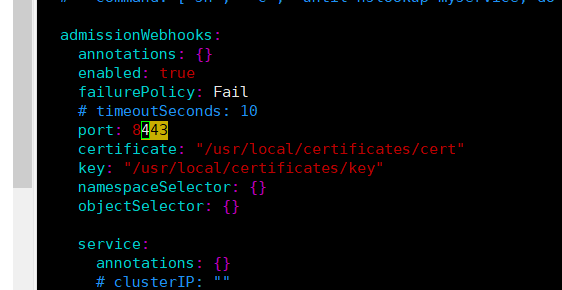 admissionWebhooks:
annotations: {}
enabled: true
failurePolicy: Fail
# timeoutSeconds: 10
port: 8443
certificate: "/usr/local/certificates/cert"
key: "/usr/local/certificates/key"
namespaceSelector: {}
objectSelector: {}
service:
annotations: {}
# clusterIP: ""